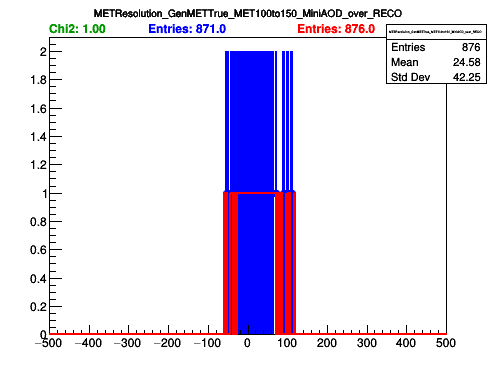 METResolution_GenMETTrue_MET100to150_MiniAOD_over_RECO
Chi2: 1.00 Entries: 871.0 Entries: 876.0
METResolution_GenMETTrue_MET100to150_MiniAOD_over_RECO
Entries 876
Mean 24.58
Std Dev 42.25
2
1.8
1.6
1.4
1.2
1
0.8
0.6
0.4
0.2
0
−500 −400 −300 −200 −100 0 100 200 300 400 500